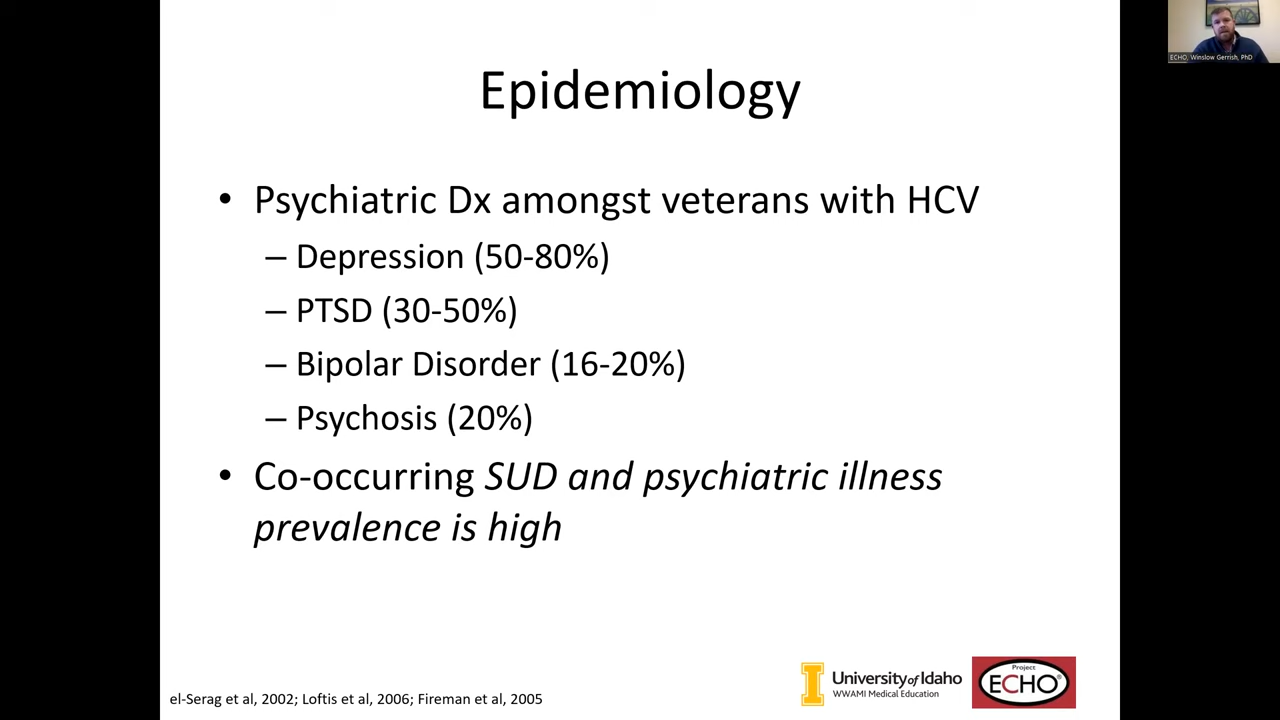 ECHO, Winslow Gerrish, PhD
Epidemiology
• Psychiatric Dx amongst veterans with HCV
– Depression (50-80%)
– PTSD (30-50%)
– Bipolar Disorder (16-20%)
– Psychosis (20%)
• Co-occurring SUD and psychiatric illness
prevalence is high
el-Serag et al, 2002; Loftis et al, 2006; Fireman et al, 2005
I
University of Idaho
WWAMI Medical Education
Project
ECHO®